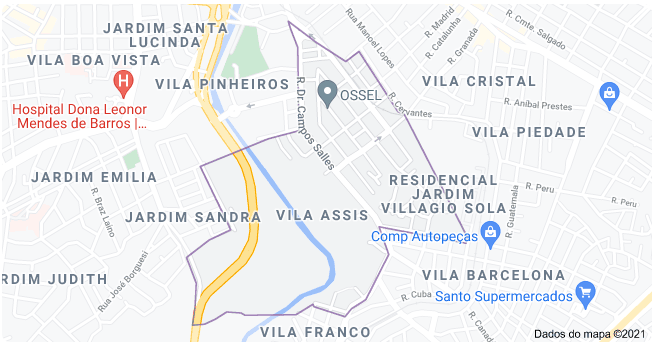 JARDIM SANTA
LUCINDA
VILA BOA VISTA
VILA PINHEIROS
Hospital Dona Leonor
Mendes de Barros |...
H
R. Dr. Campos Salles
OSSEL
Rua Manoel Lopes
R. Madrid
R. Catalunha
R. Granada
R. Cmte. Salgado
VILA CRISTAL
R. Cervantes
R. Aníbal Prestes
VILA PIEDADE
JARDIM EMILIA
R. Braz Laino
JARDIM SANDRA
VILA ASSIS
RESIDENCIAL
JARDIM
VILLAGIO SOLA
R. Peru
R. Peru
R. Guatemala
Comp Autopeças
ARDIM JUDITH
Rua José Borguesi
VILA BARCELONA
R. Cuba
Santo Supermercados
R. Canadá
VILA FRANCO
Dados do mapa ©2021